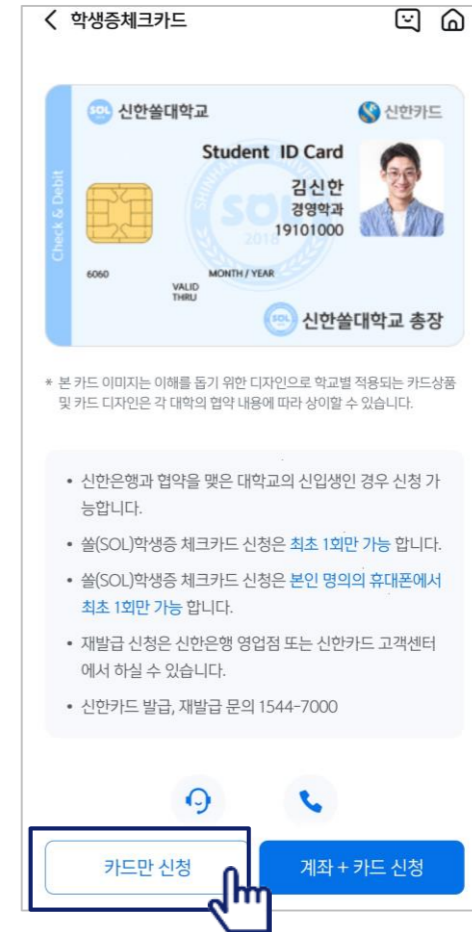 학생증체크카드
SOL 신한쏠대학교
신한카드
Check & Debit
Student ID Card
김신한
경영학과
19101000
SOL
2018
6060
MONTH / YEAR
VALID
THRU
SOL 신한쏠대학교 총장
* 본 카드 이미지는 이해를 돕기 위한 디자인으로 학교별 적용되는 카드상품
및 카드 디자인은 각 대학의 협약 내용에 따라 상이할 수 있습니다.
• 신한은행과 협약을 맺은 대학교의 신입생인 경우 신청 가
능합니다.
• 쏠(SOL)학생증 체크카드 신청은 최초 1회만 가능 합니다.
• 쏠(SOL)학생증 체크카드 신청은 본인 명의의 휴대폰에서
최초 1회만 가능 합니다.
• 재발급 신청은 신한은행 영업점 또는 신한카드 고객센터
에서 하실 수 있습니다.
• 신한카드 발급, 재발급 문의 1544-7000
카드만 신청
계좌 + 카드 신청